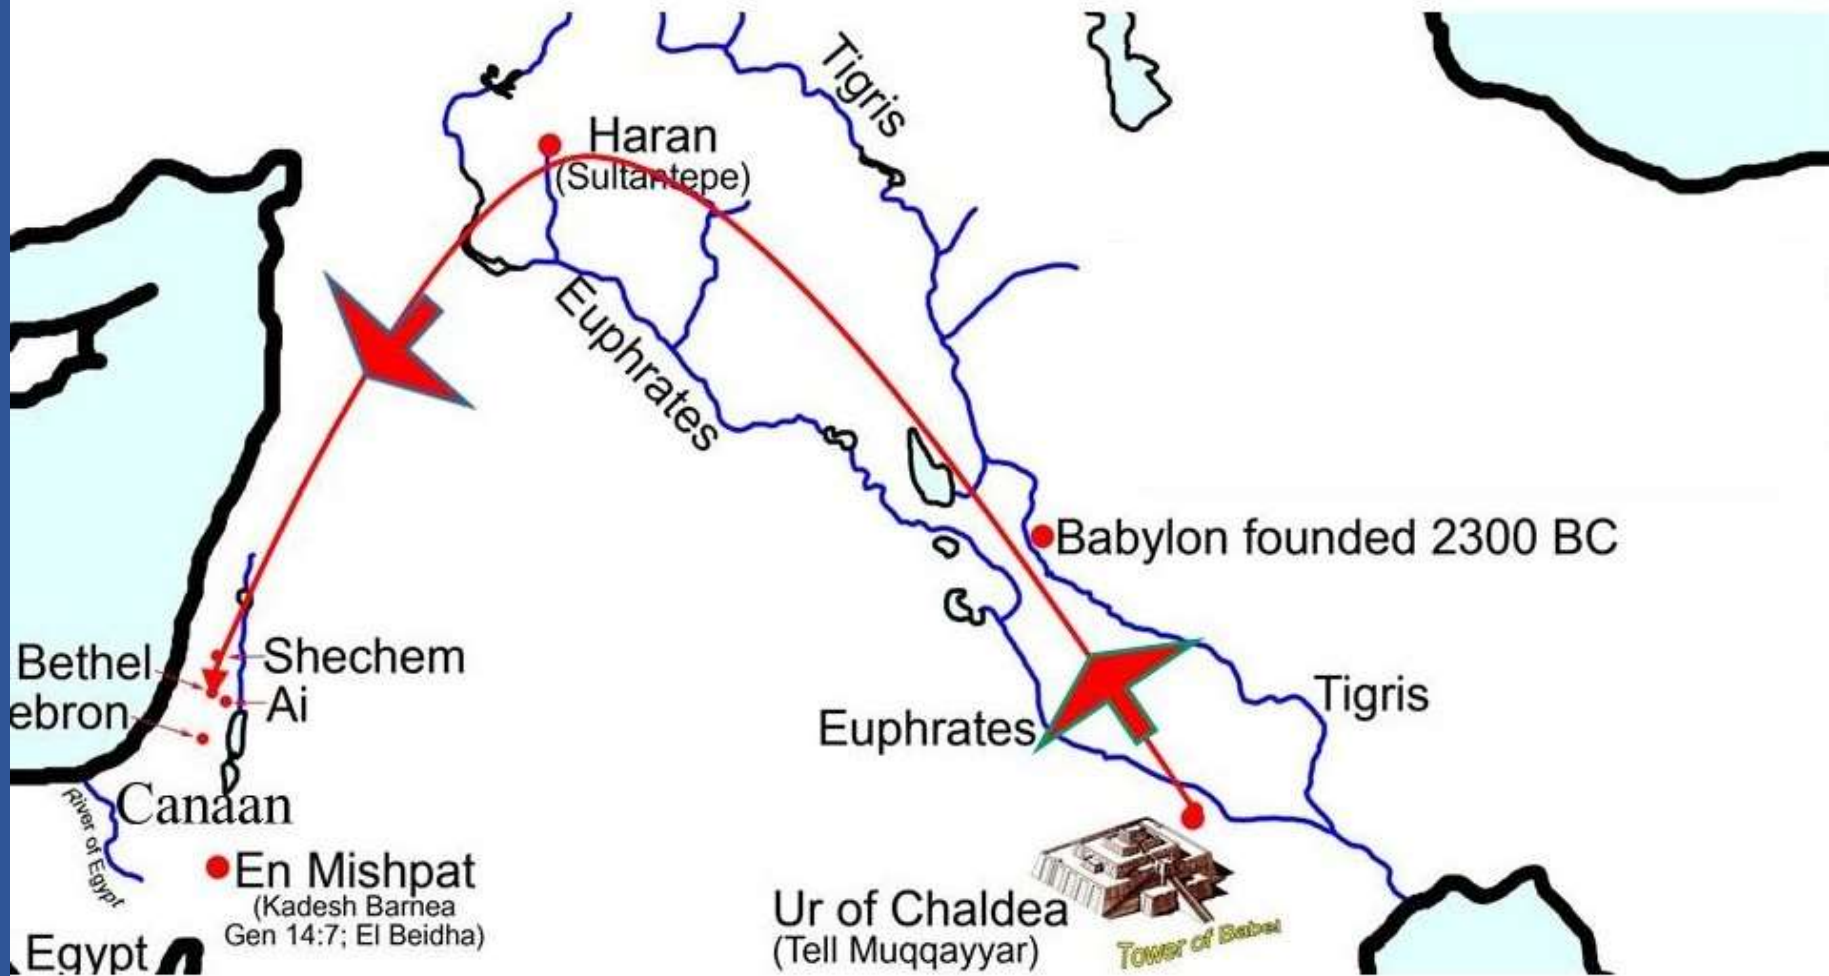 Tigris
Haran
(Sultantepe)
Euphrates
Babylon founded 2300 BC
Bethel
Shechem
ebron
Ai
Euphrates
Tigris
Canaan
River of Egypt
En Mishpat
(Kadesh Barnea
Gen 14:7; El Beidha)
Ur of Chaldea
(Tell Muqqayyar)
Tower of Babel
Egypt